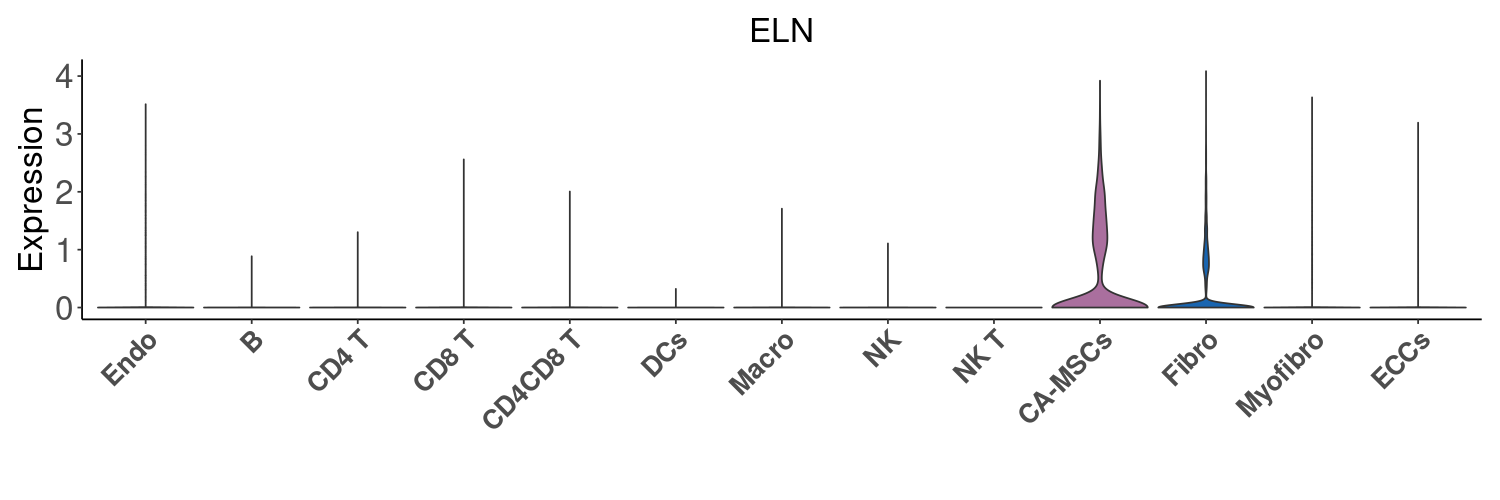 ELN
Expression
4
3
2
1
0
Endo
B
CD4 T
CD8 T
CD4CD8 T
DCs
Macro
NK
NK T
CA-MSCs
Fibro
Myofibro
ECCs